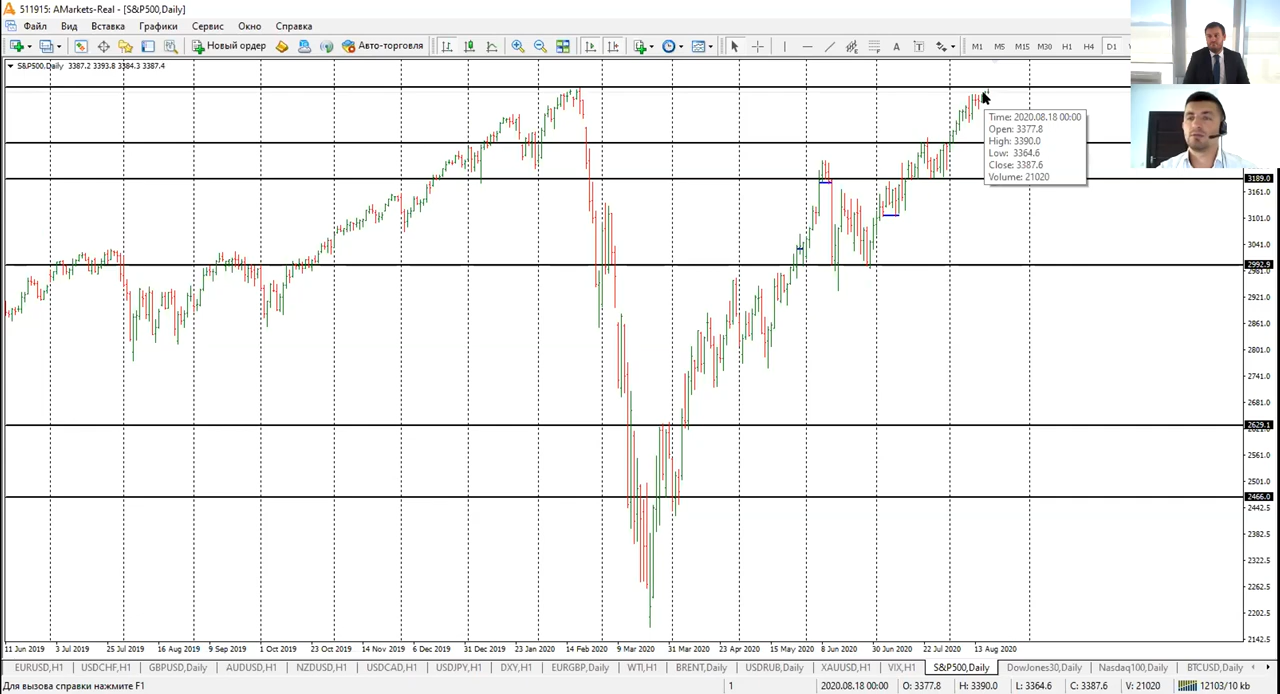 511915: AMarkets-Real - [S&P500,Daily]
Файл Вид Вставка Графики Сервис Окно Справка
Новый ордер Авто-торговля M1 M5 M15 M30 H1 H4 D1
S&P500,Daily 3387.2 3393.8 3384.3 3387.4
Time: 2020.08.18 00:00
Open: 3377.8
High: 3390.0
Low: 3364.6
Close: 3387.6
Volume: 21020
3189.0
3161.0
3101.0
3041.0
2992.9
2981.0
2921.0
2861.0
2801.0
2741.0
2681.0
2629.1
2561.0
2501.0
2466.0
2442.5
2382.5
2322.5
2262.5
2202.5
2142.5
11 Jun 2019 3 Jul 2019 25 Jul 2019 16 Aug 2019 9 Sep 2019 1 Oct 2019 23 Oct 2019 14 Nov 2019 6 Dec 2019 31 Dec 2019 23 Jan 2020 14 Feb 2020 9 Mar 2020 31 Mar 2020 23 Apr 2020 15 May 2020 8 Jun 2020 30 Jun 2020 22 Jul 2020 13 Aug 2020
EURUSD,H1 USDCHF,H1 GBPUSD,Daily AUDUSD,H1 NZDUSD,H1 USDCAD,H1 USDJPY,H1 DXY,H1 EURGBP,Daily WTI,H1 BRENT,Daily USDRUB,Daily XAUUSD,H1 VIX,H1 S&P500,Daily DowJones30,Daily Nasdaq100,Daily BTCUSD,Daily
Для вызова справки нажмите F1 1 2020.08.18 00:00 O: 3377.8 H: 3390.0 L: 3364.6 C: 3387.6 V: 21020 12103/10 kb